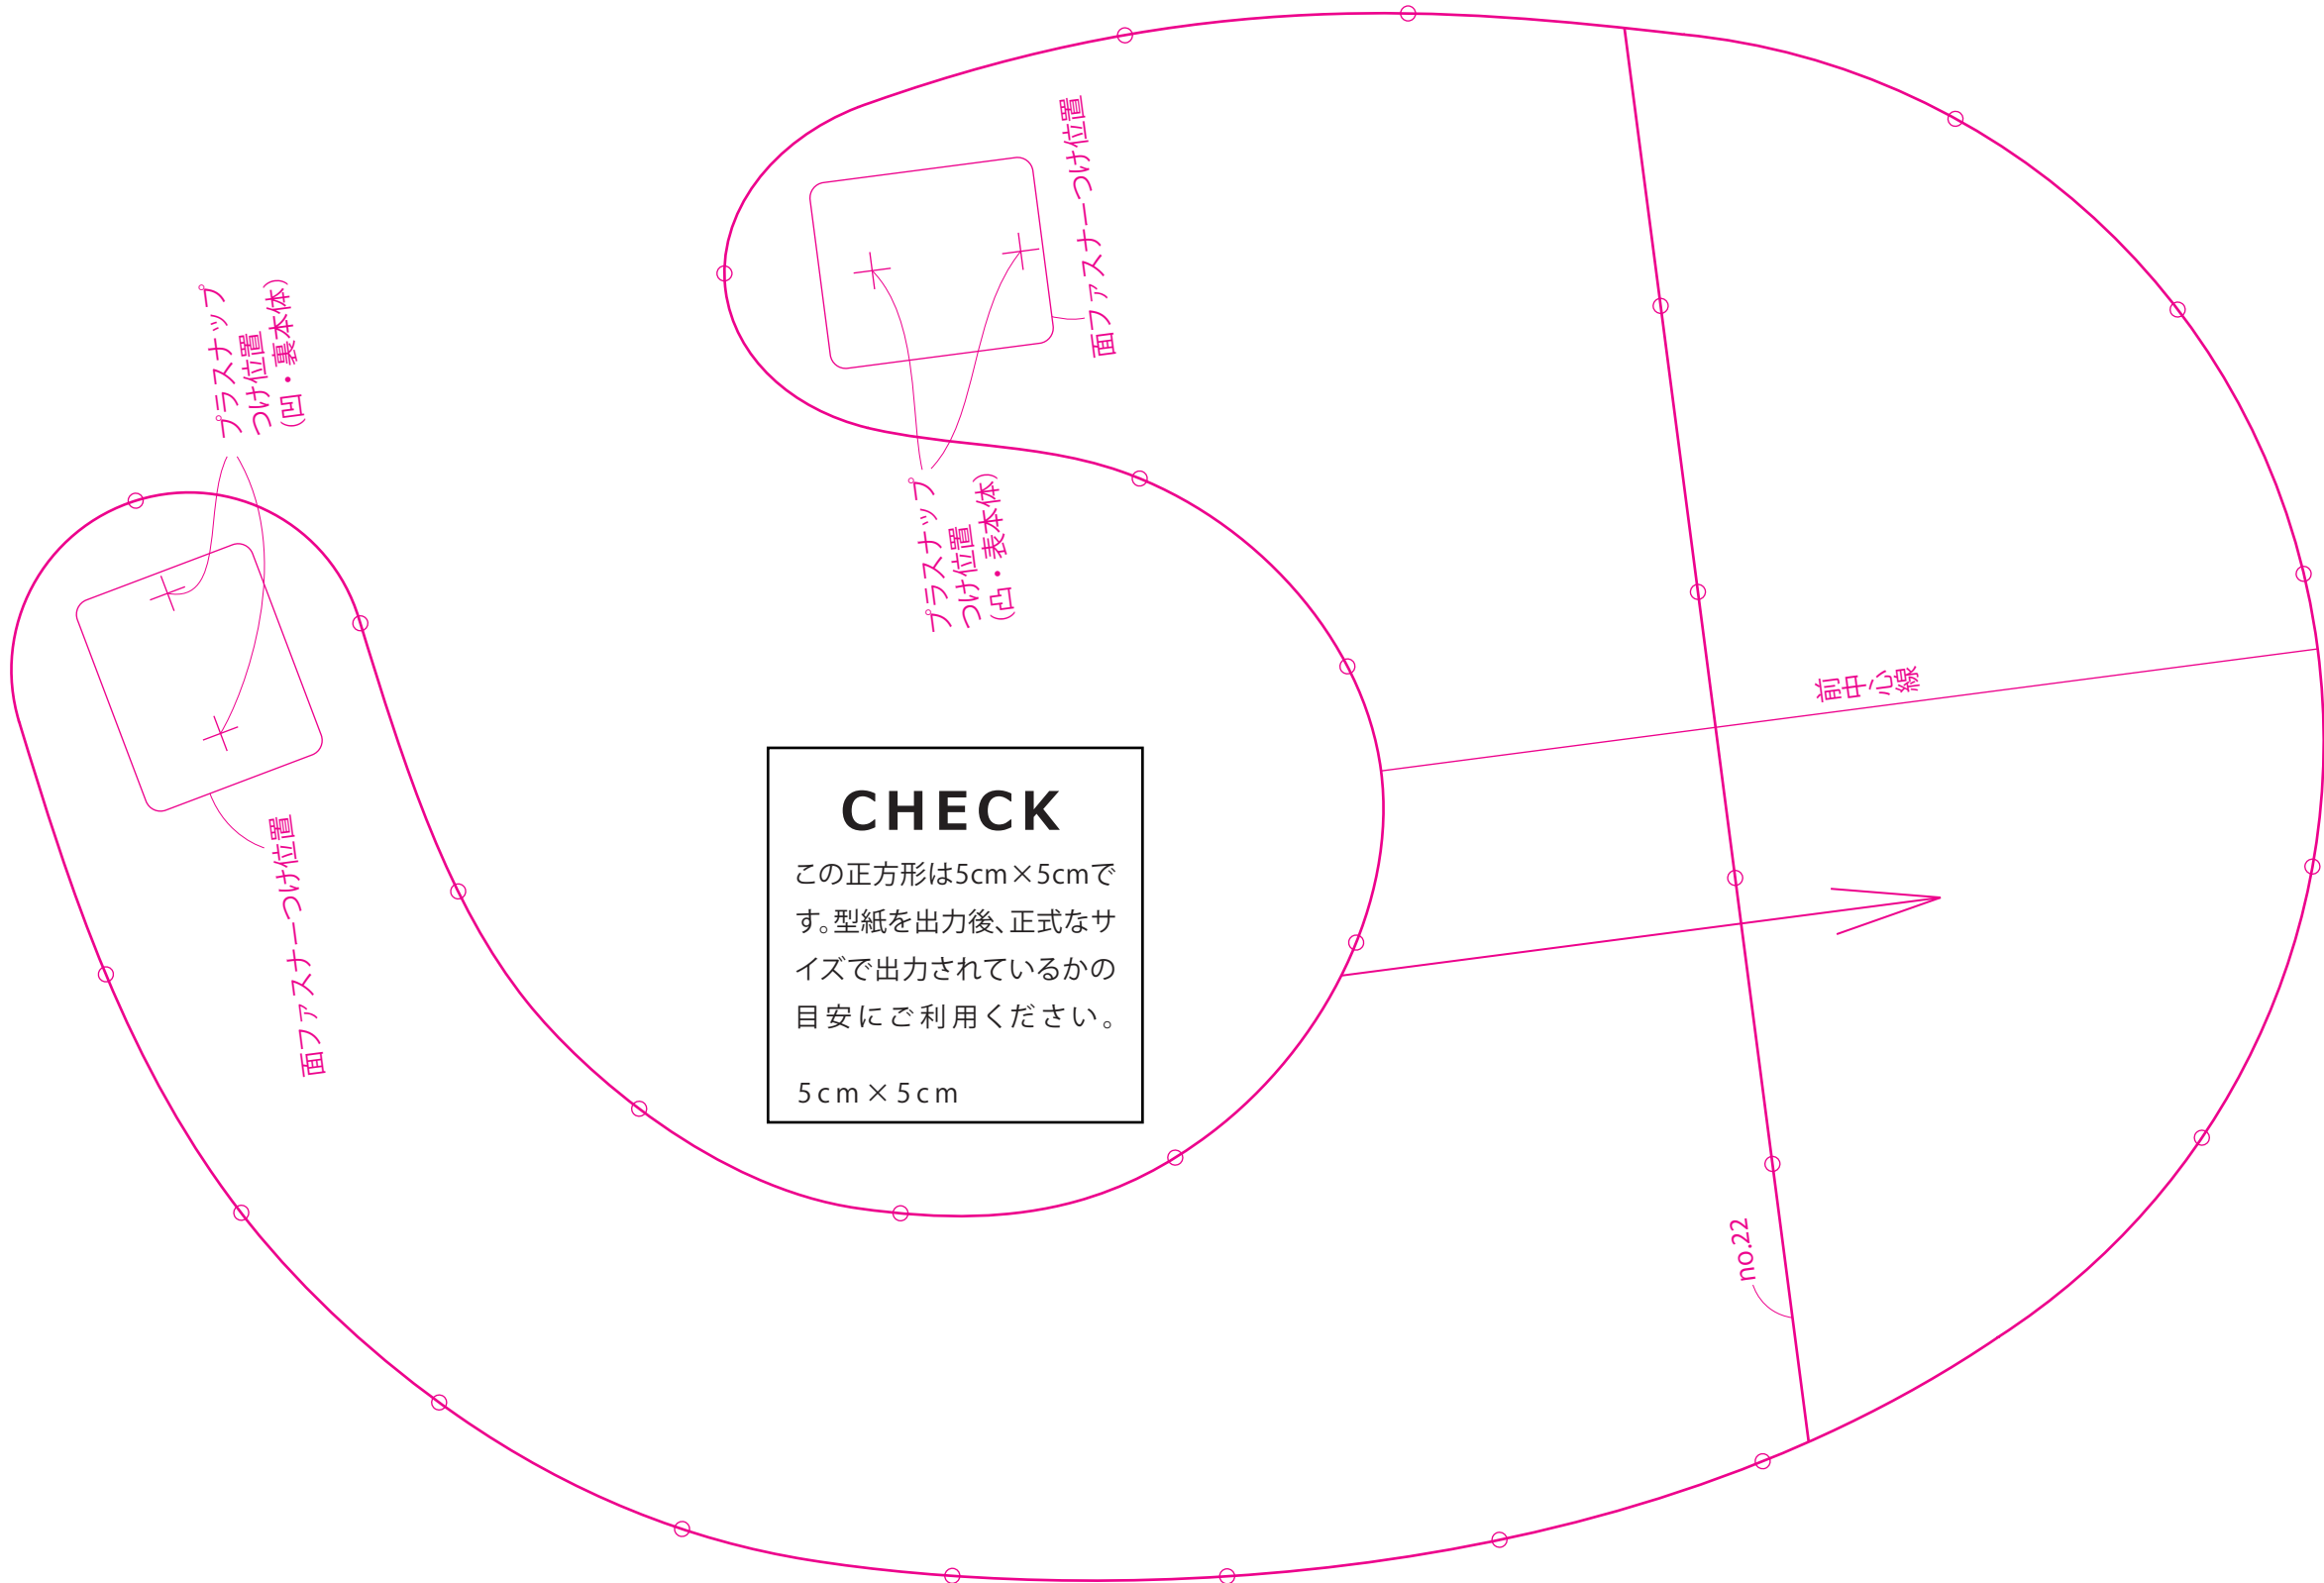 面ファスナーつけ位置
プラスナップ
つけ位置
(凹・裏本体)
プラスナップ
つけ位置
(凸・表本体)
前中心線
CHECK
この正方形は5cm×5cmで
す。型紙を出力後、正式なサ
イズで出力されているかの
目安にご利用ください。
5cm×5cm
面ファスナーつけ位置
no.22